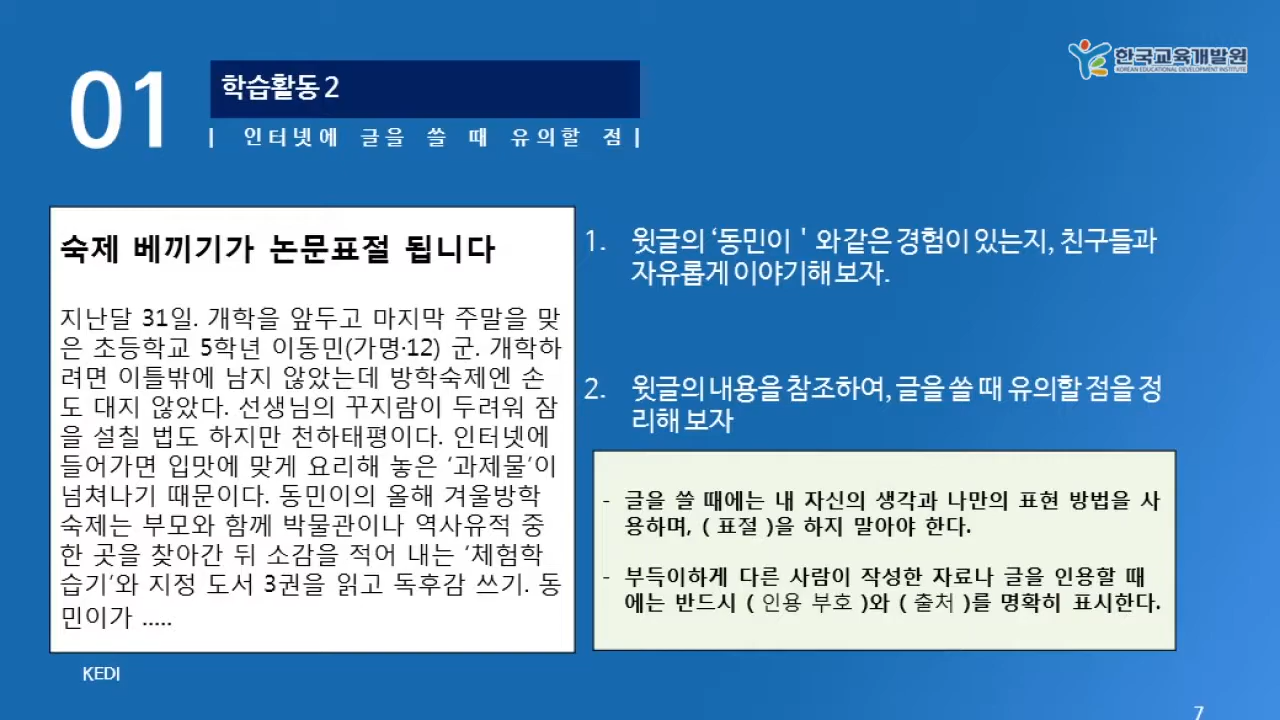 01
학습활동 2
| 인터넷에 글을 쓸 때 유의할 점 |
한국교육개발원
KOREAN EDUCATIONAL DEVELOPMENT INSTITUTE
숙제 베끼기가 논문표절 됩니다
지난달 31일. 개학을 앞두고 마지막 주말을 맞
은 초등학교 5학년 이동민(가명·12) 군. 개학하
려면 이틀밖에 남지 않았는데 방학숙제엔 손
도 대지 않았다. 선생님의 꾸지람이 두려워 잠
을 설칠 법도 하지만 천하태평이다. 인터넷에
들어가면 입맛에 맞게 요리해 놓은 ‘과제물’이
넘쳐나기 때문이다. 동민이의 올해 겨울방학
숙제는 부모와 함께 박물관이나 역사유적 중
한 곳을 찾아간 뒤 소감을 적어 내는 ‘체험학
습기’와 지정 도서 3권을 읽고 독후감 쓰기. 동
민이가 .....
1. 윗글의 ‘동민이 ' 와 같은 경험이 있는지, 친구들과
자유롭게 이야기해 보자.
2. 윗글의 내용을 참조하여, 글을 쓸 때 유의할 점을 정
리해 보자
- 글을 쓸 때에는 내 자신의 생각과 나만의 표현 방법을 사
용하며, ( 표절 )을 하지 말아야 한다.
- 부득이하게 다른 사람이 작성한 자료나 글을 인용할 때
에는 반드시 ( 인용 부호 )와 ( 출처 )를 명확히 표시한다.
KEDI
7